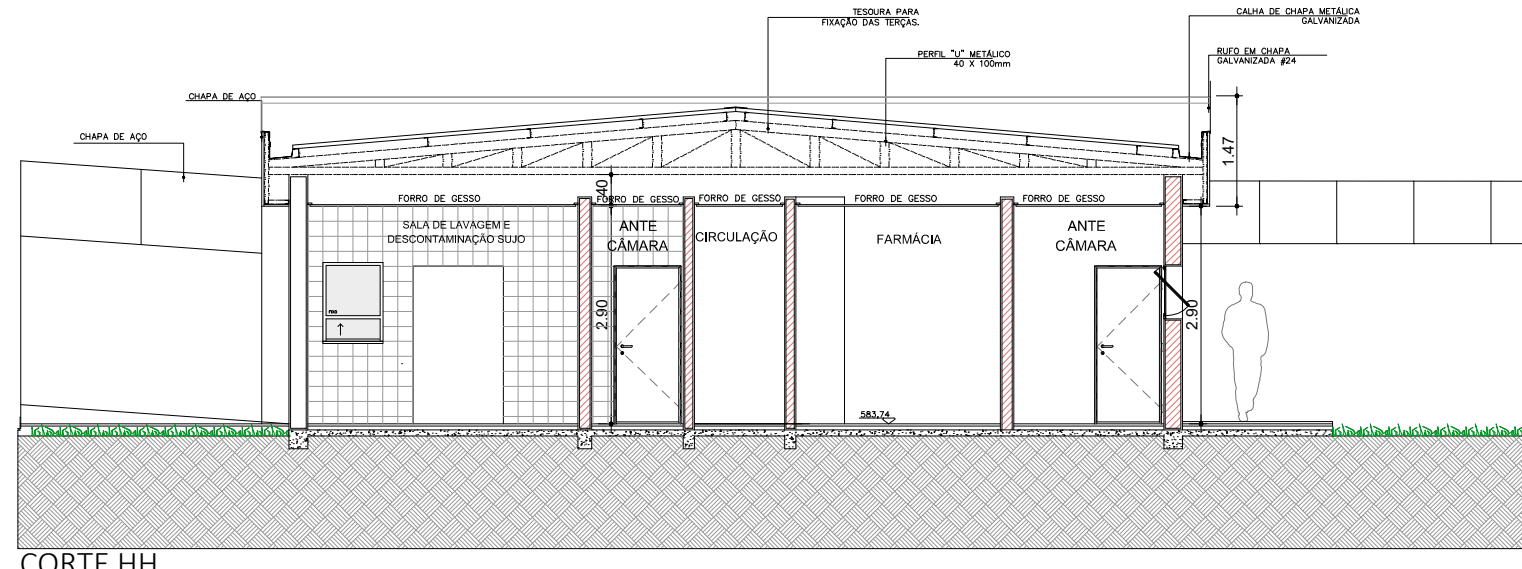 TESOURA PARA
FIXAÇÃO DAS TERÇAS.
CALHA DE CHAPA METÁLICA
GALVANIZADA
PERFIL "U" METÁLICO
40 X 100mm
RUFO EM CHAPA
GALVANIZADA #24
CHAPA DE AÇO
CHAPA DE AÇO
1.47
.40
FORRO DE GESSO
FORRO DE GESSO
FORRO DE GESSO
FORRO DE GESSO
FORRO DE GESSO
SALA DE LAVAGEM E
DESCONTAMINAÇÃO SUJO
ANTE
CÂMARA
CIRCULAÇÃO
FARMÁCIA
ANTE
CÂMARA
2.90
2.90
583,74
CORTE HH